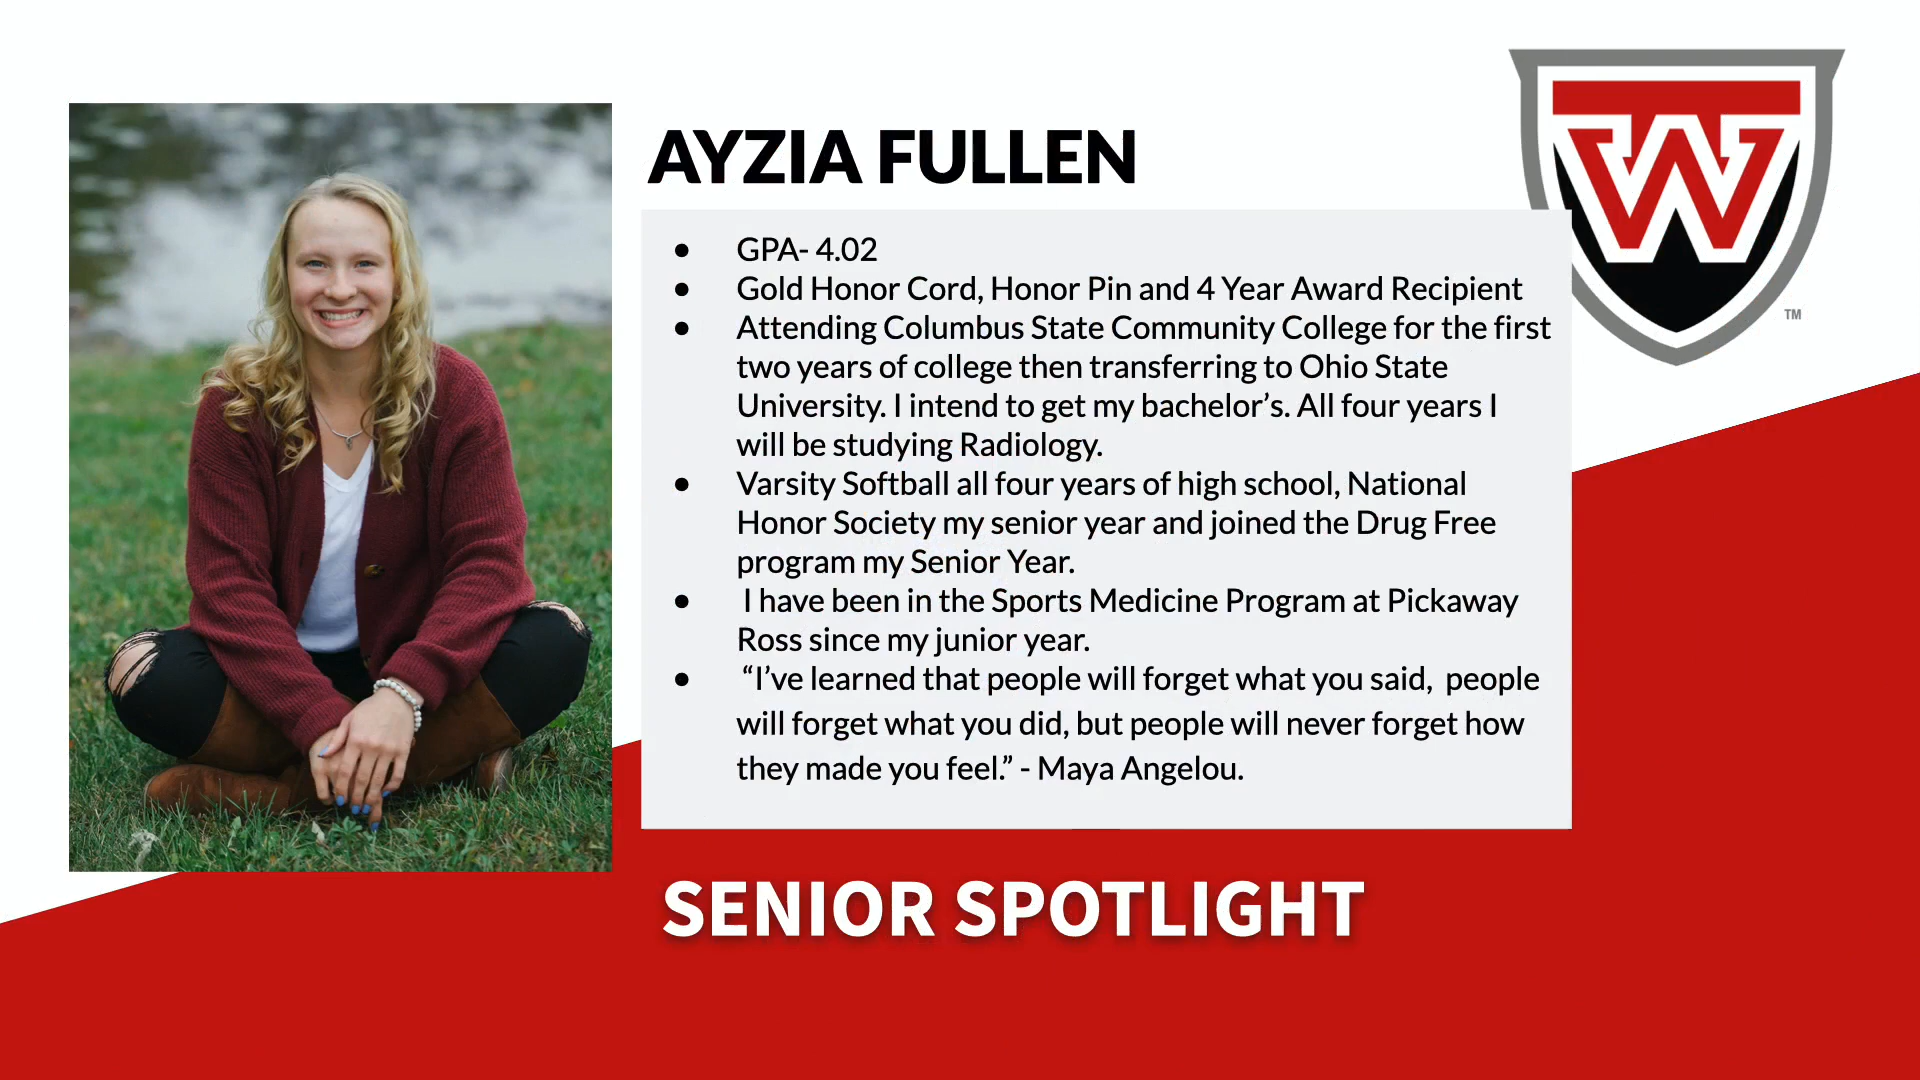 AYZIA FULLEN
W
TM
● GPA- 4.02
● Gold Honor Cord, Honor Pin and 4 Year Award Recipient
● Attending Columbus State Community College for the first
two years of college then transferring to Ohio State
University. I intend to get my bachelor’s. All four years I
will be studying Radiology.
● Varsity Softball all four years of high school, National
Honor Society my senior year and joined the Drug Free
program my Senior Year.
● I have been in the Sports Medicine Program at Pickaway
Ross since my junior year.
● “I’ve learned that people will forget what you said,  people
will forget what you did, but people will never forget how
they made you feel.” - Maya Angelou.
SENIOR SPOTLIGHT